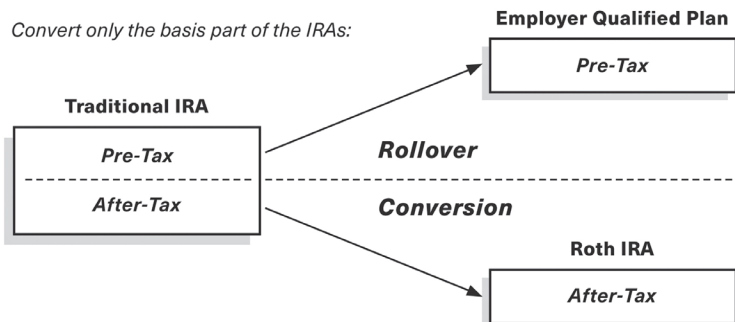 Convert only the basis part of the IRAs:
Employer Qualified Plan
Pre-Tax
Traditional IRA
Pre-Tax
Rollover
After-Tax
Conversion
Roth IRA
After-Tax